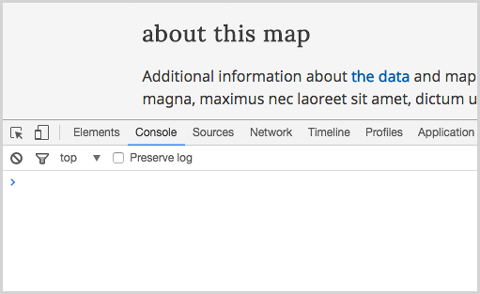 about this map
Additional information about the data and map
magna, maximus nec laoreet sit amet, dictum u
Elements Console Sources Network Timeline Profiles Application
top ▼ Preserve log
>